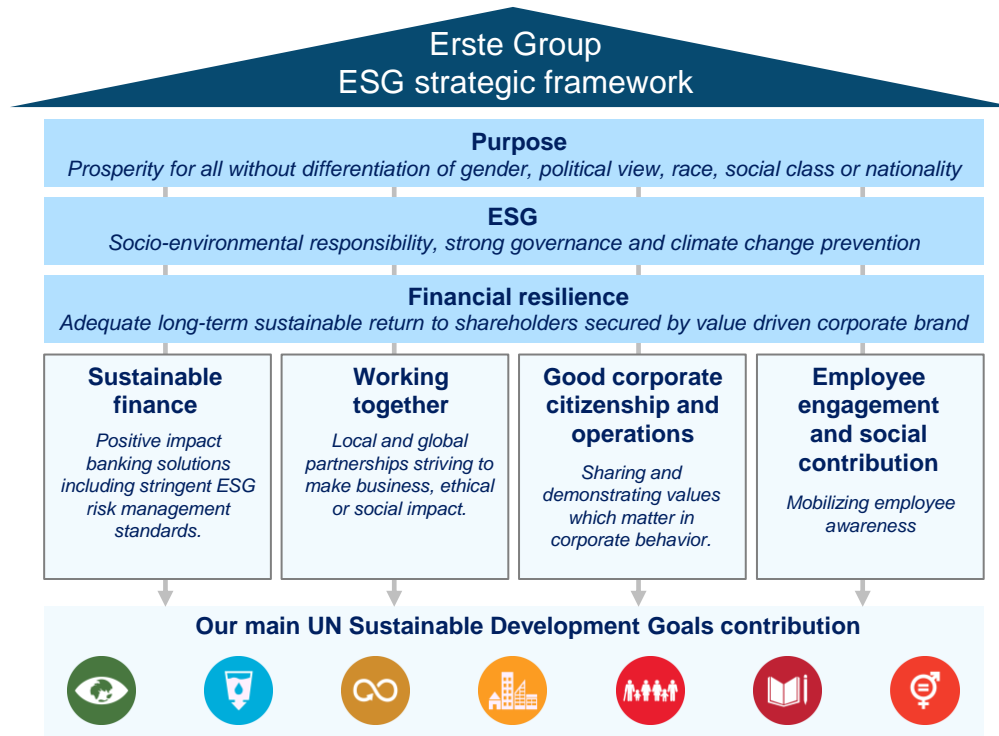 Erste Group
ESG strategic framework
Purpose
Prosperity for all without differentiation of gender, political view, race, social class or nationality
ESG
Socio-environmental responsibility, strong governance and climate change prevention
Financial resilience
Adequate long-term sustainable return to shareholders secured by value driven corporate brand
Sustainable
finance
Positive impact
banking solutions
including stringent ESG
risk management
standards.
Working
together
Local and global
partnerships striving to
make business, ethical
or social impact.
Good corporate
citizenship and
operations
Sharing and
demonstrating values
which matter in
corporate behavior.
Employee
engagement
and social
contribution
Mobilizing employee
awareness
Our main UN Sustainable Development Goals contribution